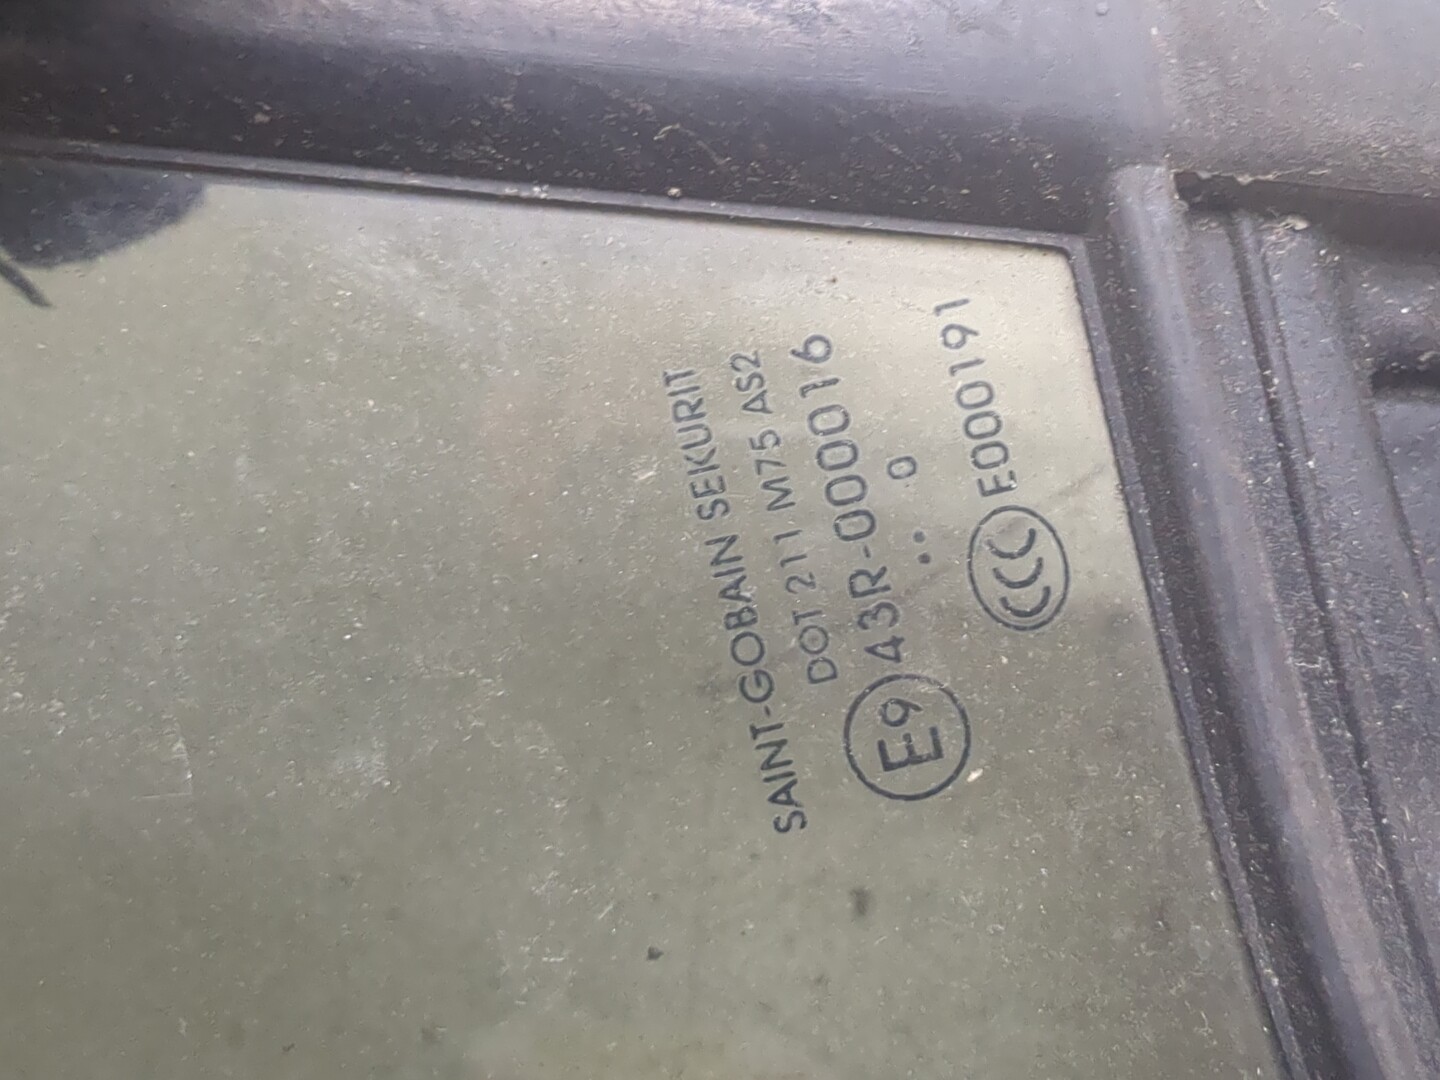 SAINT-GOBAIN SEKURIT
DOT 211 M75 AS2
E9 43R-000016
.. 0
CCC E000191